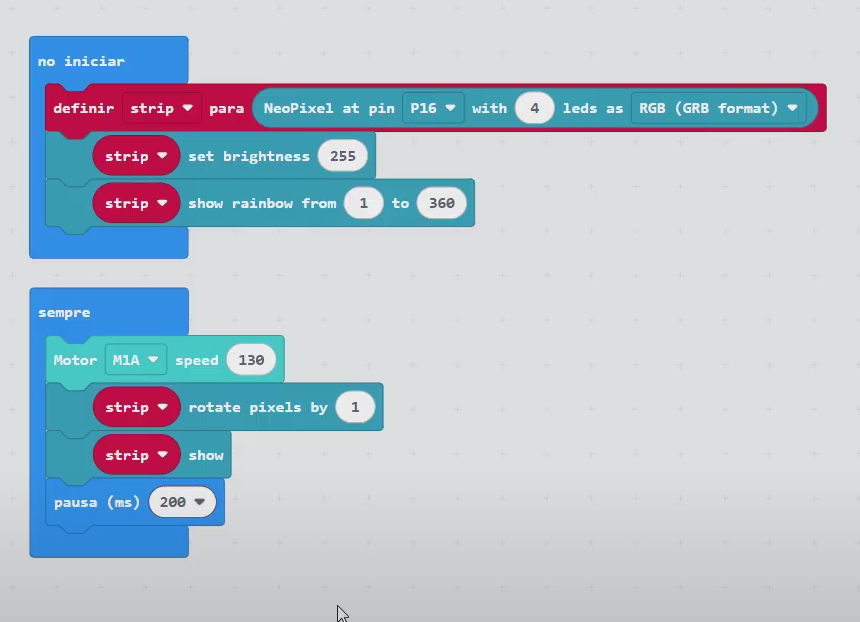 no iniciar
definir strip para NeoPixel at pin P16 with 4 leds as RGB (GRB format)
strip set brightness 255
strip show rainbow from 1 to 360
sempre
Motor M1A speed 130
strip rotate pixels by 1
strip show
pausa (ms) 200